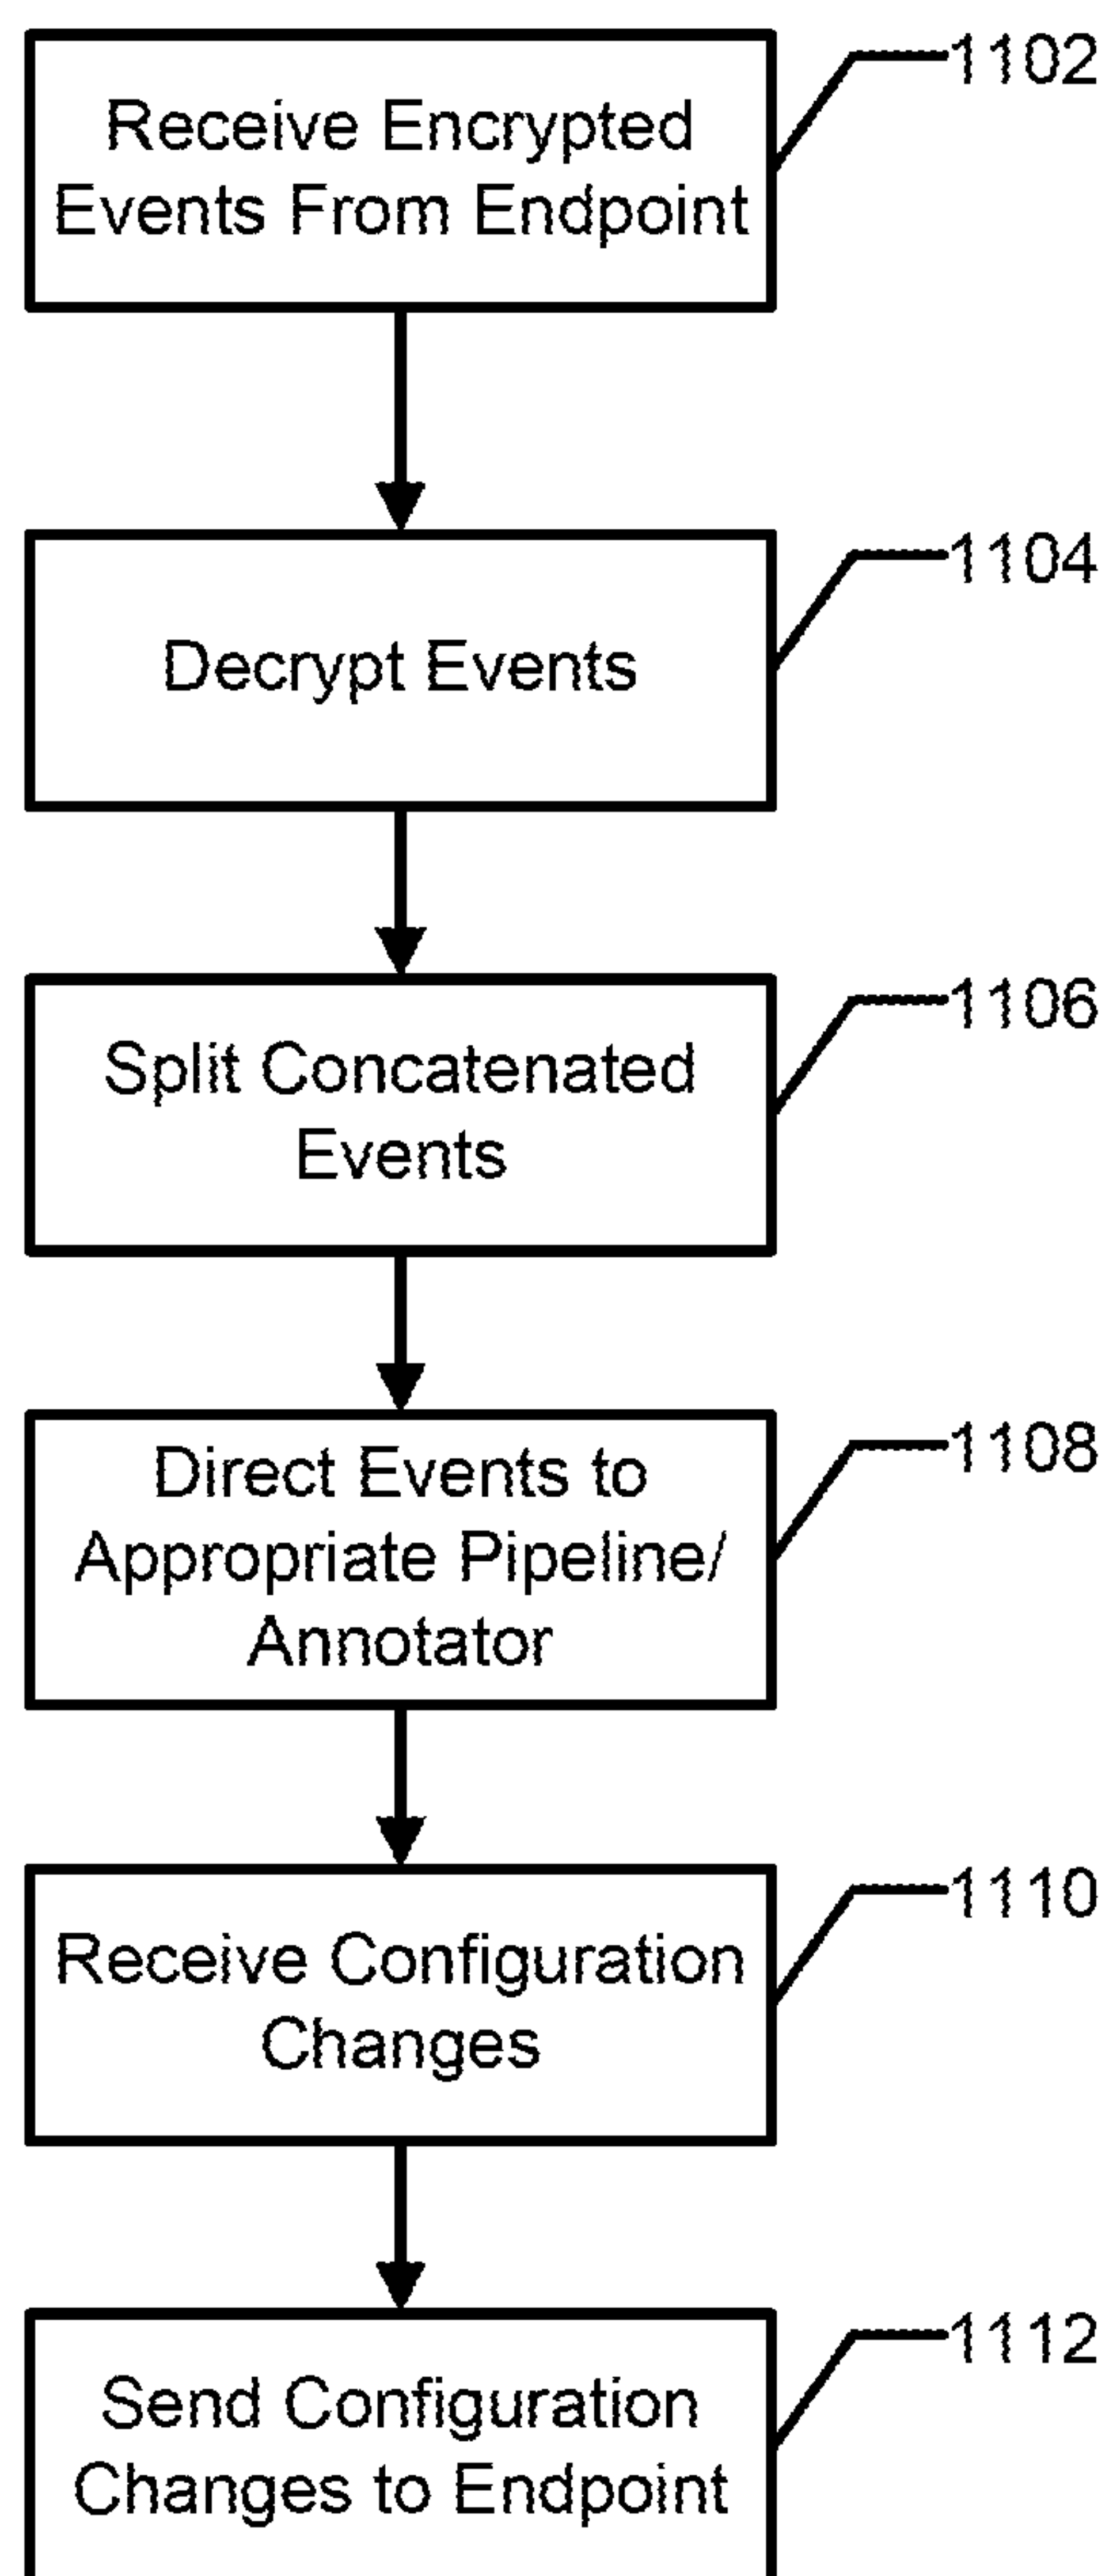 1102
Receive Encrypted
Events From Endpoint
1104
Decrypt Events
1106
Split Concatenated
Events
1108
Direct Events to
Appropriate Pipeline/
Annotator
1110
Receive Configuration
Changes
1112
Send Configuration
Changes to Endpoint